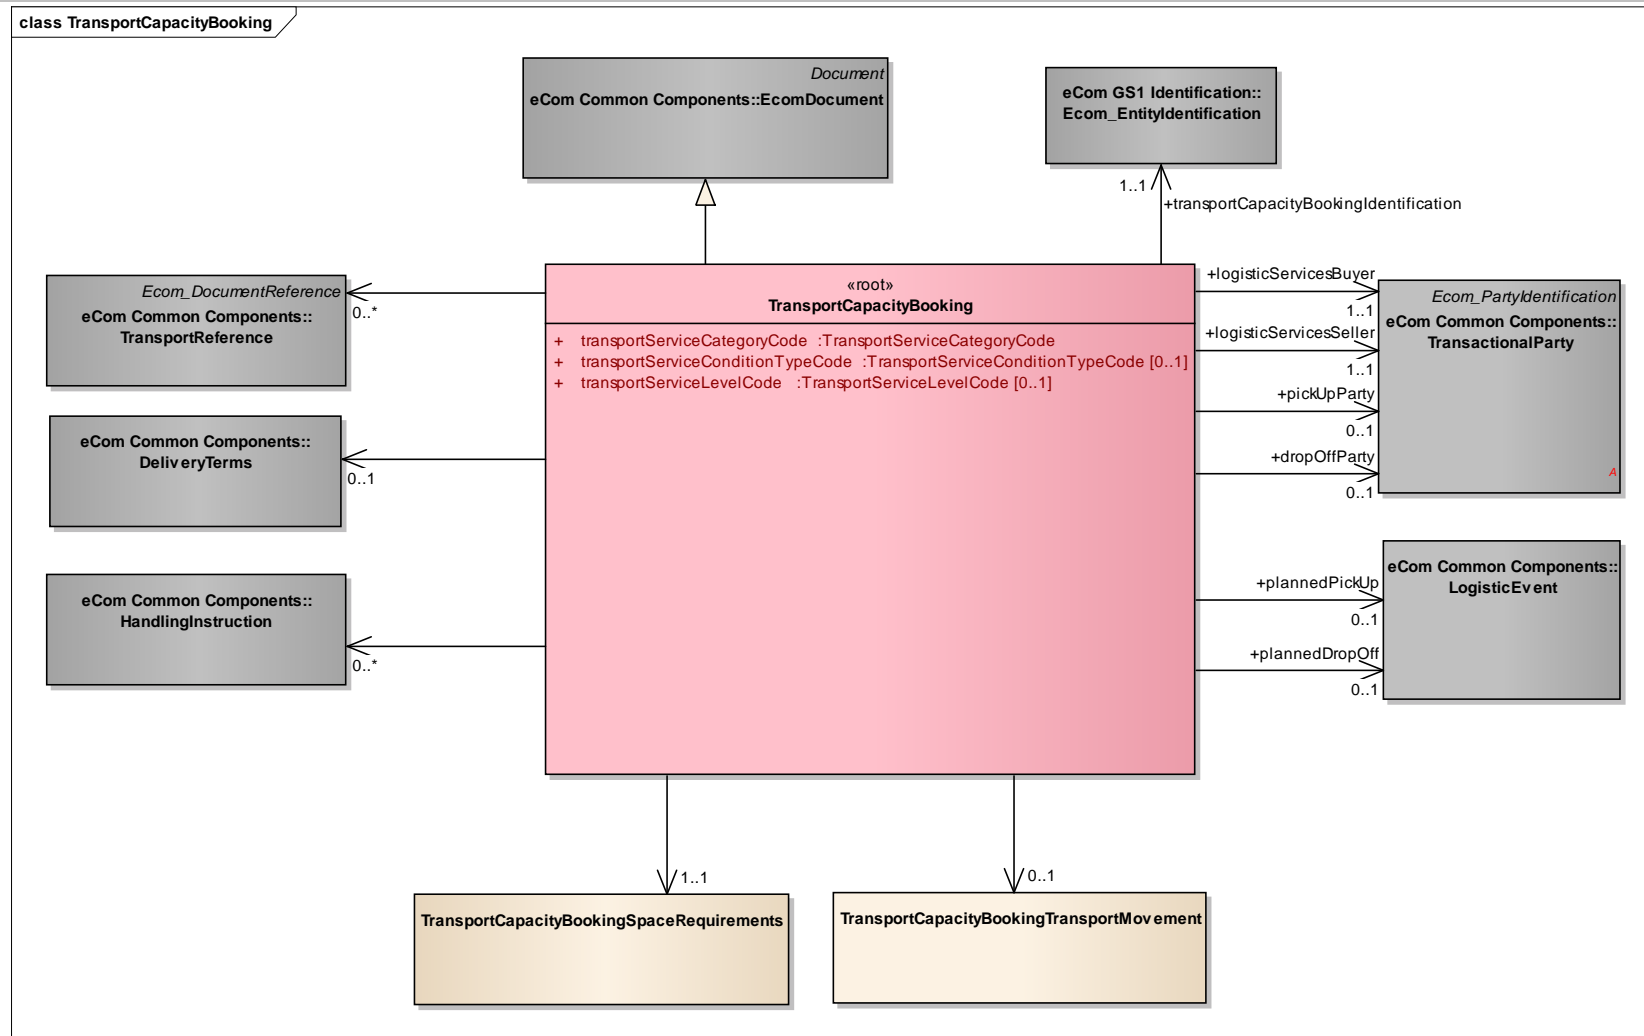 class TransportCapacityBooking
Document
eCom Common Components::EcomDocument
eCom GS1 Identification::
Ecom_EntityIdentification
1..1
+transportCapacityBookingIdentification
Ecom_DocumentReference
eCom Common Components::
TransportReference
0..*
eCom Common Components::
DeliveryTerms
0..1
eCom Common Components::
HandlingInstruction
0..*
«root»
TransportCapacityBooking
+ transportServiceCategoryCode :TransportServiceCategoryCode
+ transportServiceConditionTypeCode :TransportServiceConditionTypeCode [0..1]
+ transportServiceLevelCode :TransportServiceLevelCode [0..1]
+logisticServicesBuyer
1..1
+logisticServicesSeller
1..1
+pickUpParty
0..1
+dropOffParty
0..1
Ecom_PartyIdentification
eCom Common Components::
TransactionalParty
A
+plannedPickUp
0..1
+plannedDropOff
0..1
eCom Common Components::
LogisticEvent
1..1
0..1
TransportCapacityBookingSpaceRequirements
TransportCapacityBookingTransportMovement